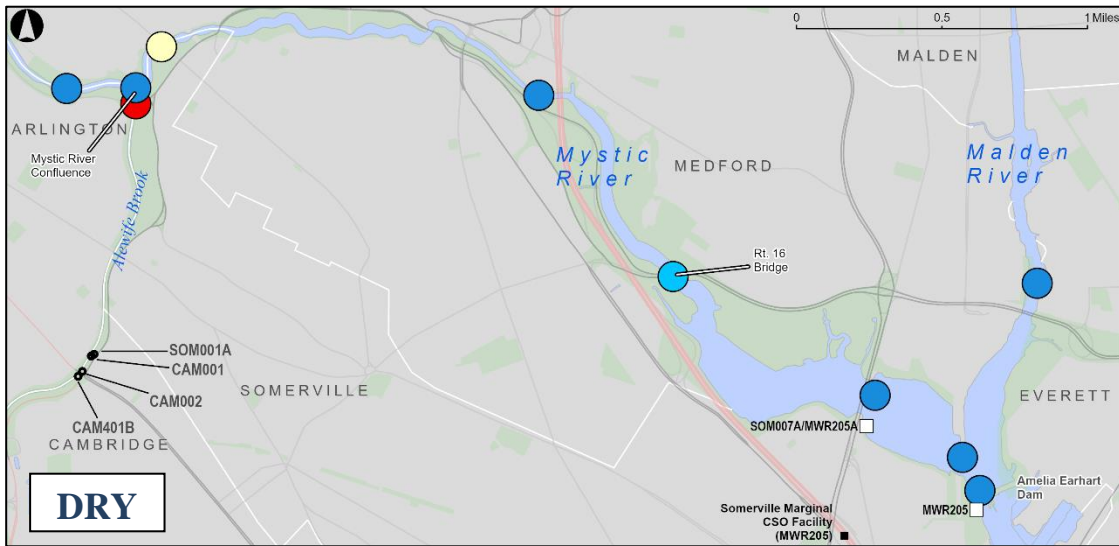 0 0.5 1 Miles
MALDEN
ARLINGTON
Mystic River
Confluence
Mystic
River
MEDFORD
Malden
River
Alewife Brook
Rt. 16
Bridge
SOM001A
CAM001
CAM002
CAM401B
SOMERVILLE
CAMBRIDGE
EVERETT
SOM007A/MWR205A
Amelia Earhart
Dam
MWR205
Somerville Marginal
CSO Facility
(MWR205)
DRY